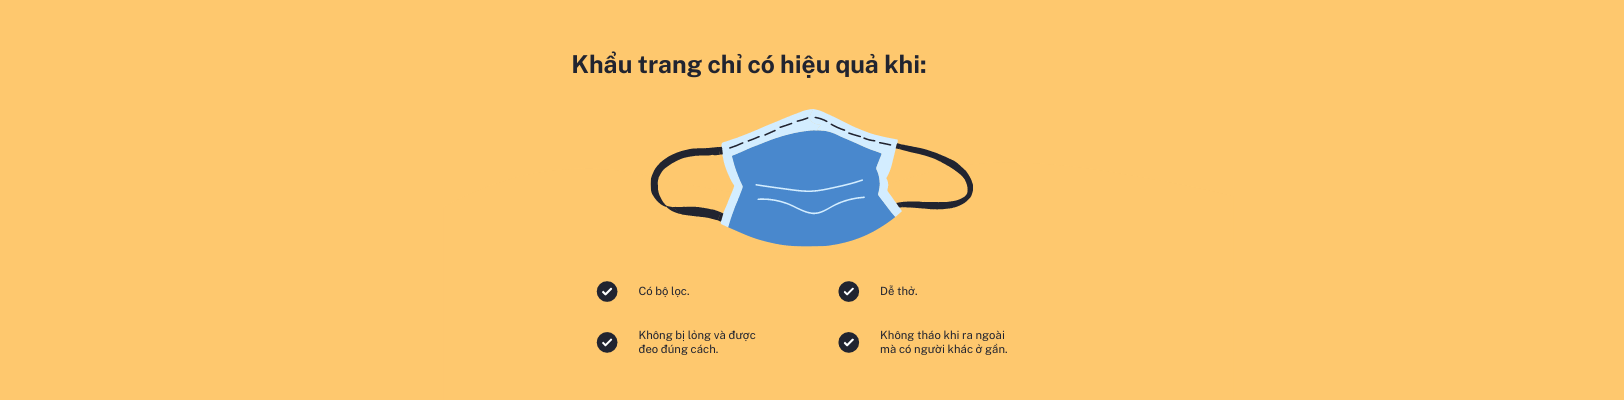 Khẩu trang chỉ có hiệu quả khi:
Có bộ lọc.
Dễ thở.
Không bị lỏng và được
đeo đúng cách.
Không tháo khi ra ngoài
mà có người khác ở gần.